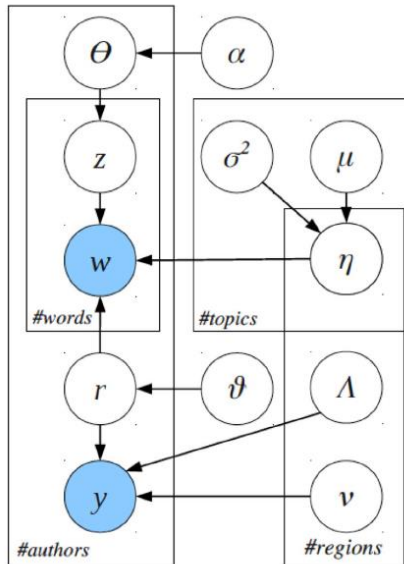 Θ α
z σ² μ
w η
#words #topics
r ϑ Λ
y ν
#authors #regions